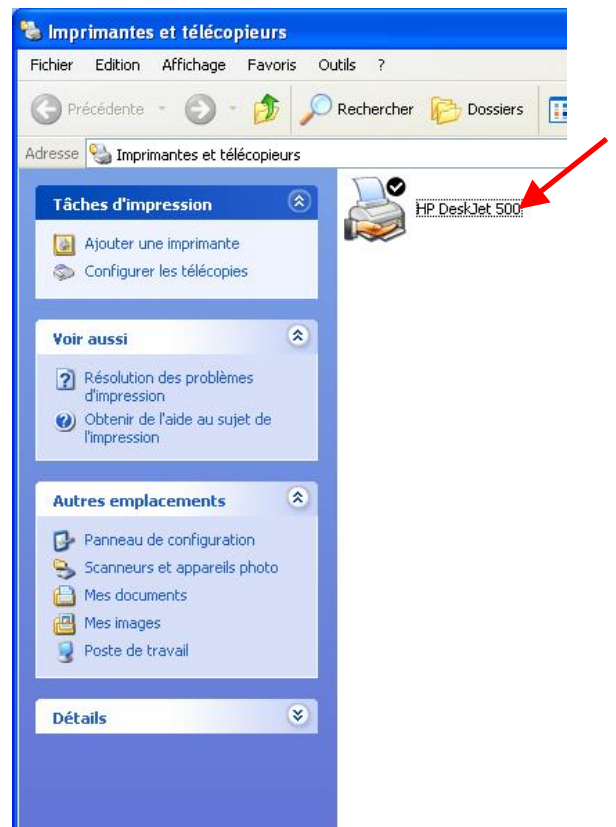 Imprimantes et télécopieurs
Fichier Edition Affichage Favoris Outils ?
Précédente Rechercher Dossiers
Adresse Imprimantes et télécopieurs
Tâches d'impression
Ajouter une imprimante
Configurer les télécopies
Voir aussi
Résolution des problèmes
d'impression
Obtenir de l'aide au sujet de
l'impression
Autres emplacements
Panneau de configuration
Scanneurs et appareils photo
Mes documents
Mes images
Poste de travail
Détails
HP DeskJet 500